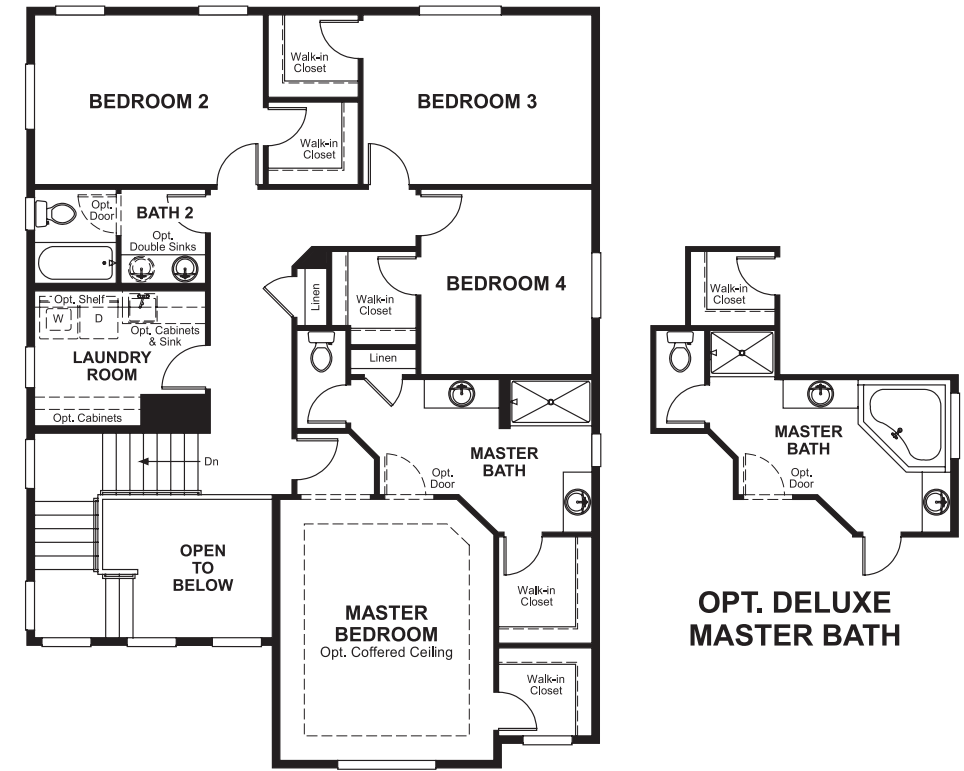 Walk-in
Closet
BEDROOM 2
BEDROOM 3
Walk-in
Closet
Opt.
Door
BATH 2
Opt.
Double Sinks
BEDROOM 4
Linen
Walk-in
Closet
Opt. Shelf
W
D
Opt. Cabinets
& Sink
LAUNDRY
ROOM
Linen
Opt. Cabinets
MASTER
BATH
Opt.
Door
Dn
OPEN
TO
BELOW
Walk-in
Closet
MASTER
BEDROOM
Opt. Coffered Ceiling
Walk-in
Closet
Walk-in
Closet
MASTER
BATH
Opt.
Door
OPT. DELUXE
MASTER BATH